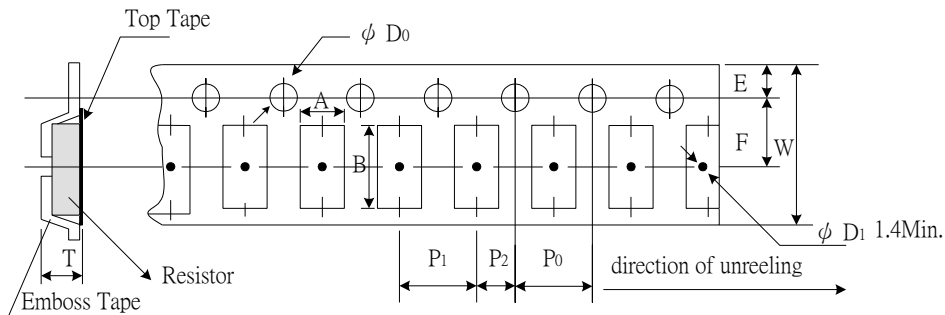 Top Tape
φ D0
A
E
F
W
B
φ D1 1.4Min.
T
P1
P2
P0
direction of unreeling
Resistor
Emboss Tape